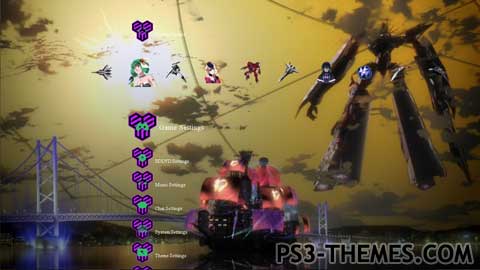 Game Settings
BD/DVD Settings
Music Settings
Chat Settings
System Settings
Theme Settings
PS3-THEMES.COM